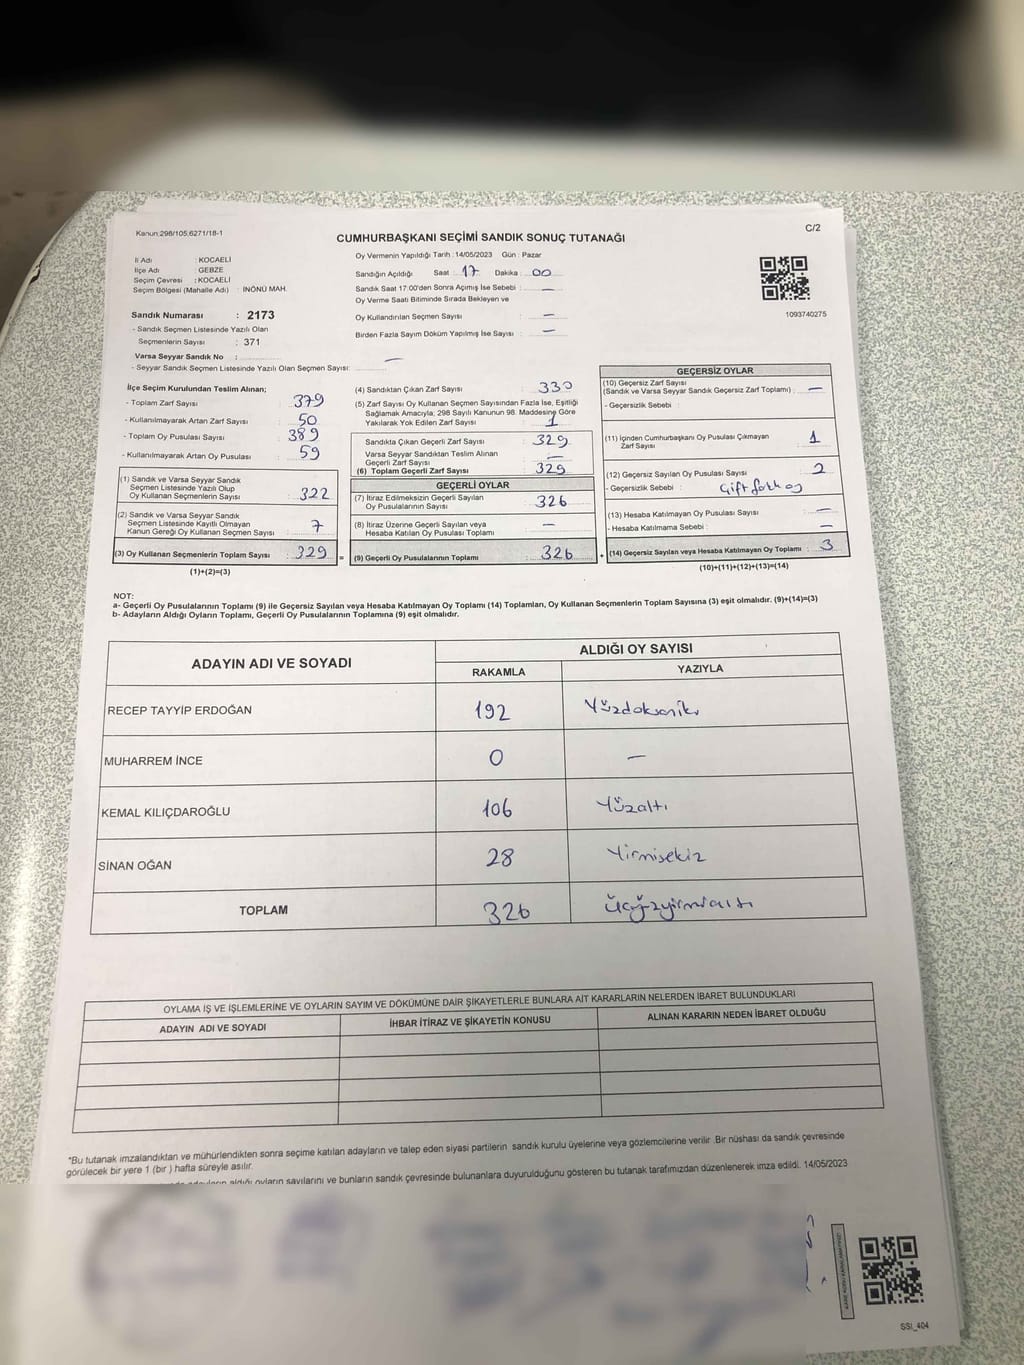 Kanun:298/105,6271/18-1
C/2
CUMHURBAŞKANI SEÇİMİ SANDIK SONUÇ TUTANAĞI
İl Adı : KOCAELİ
İlçe Adı : GEBZE
Seçim Çevresi : KOCAELİ
Seçim Bölgesi (Mahalle Adı) : İNÖNÜ MAH.
Sandık Numarası : 2173
- Sandık Seçmen Listesinde Yazılı Olan
Seçmenlerin Sayısı : 371
Varsa Seyyar Sandık No :
- Seyyar Sandık Seçmen Listesinde Yazılı Olan Seçmen Sayısı: —
Oy Vermenin Yapıldığı Tarih : 14/05/2023 Gün : Pazar
Sandığın Açıldığı Saat : 17 Dakika : 00
Sandık Saat 17:00'den Sonra Açımış İse Sebebi : —
Oy Verme Saati Bitiminde Sırada Bekleyen ve
Oy Kullandırılan Seçmen Sayısı : —
Birden Fazla Sayım Döküm Yapılmış İse Sayısı : —
1093740275
İlçe Seçim Kurulundan Teslim Alınan;
- Toplam Zarf Sayısı : 379
- Kullanılmayarak Artan Zarf Sayısı : 50
- Toplam Oy Pusulası Sayısı : 389
- Kullanılmayarak Artan Oy Pusulası : 59
(1) Sandık ve Varsa Seyyar Sandık
Seçmen Listesinde Yazılı Olup
Oy Kullanan Seçmenlerin Sayısı : 322
(2) Sandık ve Varsa Seyyar Sandık
Seçmen Listesinde Kayıtlı Olmayan
Kanun Gereği Oy Kullanan Seçmen Sayısı : 7
(3) Oy Kullanan Seçmenlerin Toplam Sayısı : 329
(1)+(2)=(3)
(4) Sandıktan Çıkan Zarf Sayısı : 330
(5) Zarf Sayısı Oy Kullanan Seçmen Sayısından Fazla İse, Eşitliği
Sağlamak Amacıyla; 298 Sayılı Kanunun 98. Maddesine Göre
Yakılarak Yok Edilen Zarf Sayısı : 1
Sandıkta Çıkan Geçerli Zarf Sayısı : 329
Varsa Seyyar Sandıktan Teslim Alınan
Geçerli Zarf Sayısı : —
(6) Toplam Geçerli Zarf Sayısı : 329
GEÇERLİ OYLAR
(7) İtiraz Edilmeksizin Geçerli Sayılan
Oy Pusulalarının Sayısı : 326
(8) İtiraz Üzerine Geçerli Sayılan veya
Hesaba Katılan Oy Pusulası Toplamı : —
= (9) Geçerli Oy Pusulalarının Toplamı : 326
GEÇERSİZ OYLAR
(10) Geçersiz Zarf Sayısı
(Sandık ve Varsa Seyyar Sandık Geçersiz Zarf Toplamı) : —
- Geçersizlik Sebebi :
(11) İçinden Cumhurbaşkanı Oy Pusulası Çıkmayan
Zarf Sayısı : 1
(12) Geçersiz Sayılan Oy Pusulası Sayısı : 2
- Geçersizlik Sebebi :
(13) Hesaba Katılmayan Oy Pusulası Sayısı : —
- Hesaba Katılmama Sebebi : —
+ (14) Geçersiz Sayılan veya Hesaba Katılmayan Oy Toplamı : 3
(10)+(11)+(12)+(13)=(14)
NOT:
a- Geçerli Oy Pusulalarının Toplamı (9) ile Geçersiz Sayılan veya Hesaba Katılmayan Oy Toplamı (14) Toplamları, Oy Kullanan Seçmenlerin Toplam Sayısına (3) eşit olmalıdır. (9)+(14)=(3)
b- Adayların Aldığı Oyların Toplamı, Geçerli Oy Pusulalarının Toplamına (9) eşit olmalıdır.
ADAYIN ADI VE SOYADI
ALDIĞI OY SAYISI
RAKAMLA YAZIYLA
RECEP TAYYİP ERDOĞAN 192 Yüzdoksaniki
MUHARREM İNCE 0 —
KEMAL KILIÇDAROĞLU 106 Yüzaltı
SİNAN OĞAN 28 Yirmisekiz
TOPLAM 326
OYLAMA İŞ VE İŞLEMLERİNE VE OYLARIN SAYIM VE DÖKÜMÜNE DAİR ŞİKAYETLERLE BUNLARA AİT KARARLARIN NELERDEN İBARET BULUNDUKLARI
ADAYIN ADI VE SOYADI İHBAR İTİRAZ VE ŞİKAYETİN KONUSU ALINAN KARARIN NEDEN İBARET OLDUĞU
*Bu tutanak imzalandıktan ve mühürlendikten sonra seçime katılan adayların ve talep eden siyasi partilerin sandık kurulu üyelerine veya gözlemcilerine verilir .Bir nüshası da sandık çevresinde
görülecek bir yere 1 (bir ) hafta süreyle asılır.
aldığı oyların sayılarını ve bunların sandık çevresinde bulunanlara duyurulduğunu gösteren bu tutanak tarafımızdan düzenlenerek imza edildi. 14/05/2023
SSI_404